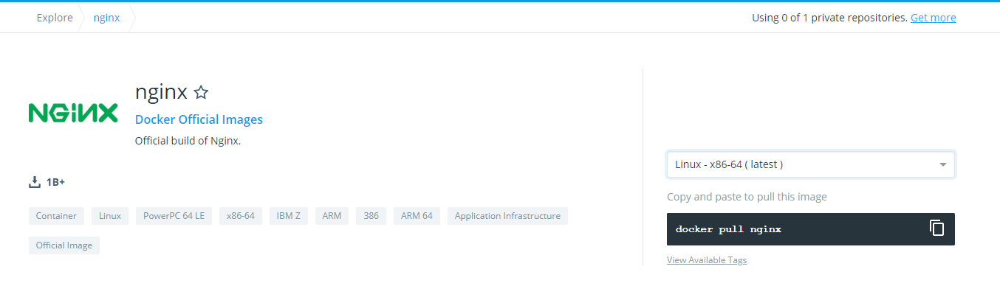 Explore nginx Using 0 of 1 private repositories. Get more
nginx
NGINX
Docker Official Images
Official build of Nginx.
1B+
Container Linux PowerPC 64 LE x86-64 IBM Z ARM 386 ARM 64 Application Infrastructure
Official Image
Linux - x86-64 ( latest )
Copy and paste to pull this image
docker pull nginx
View Available Tags